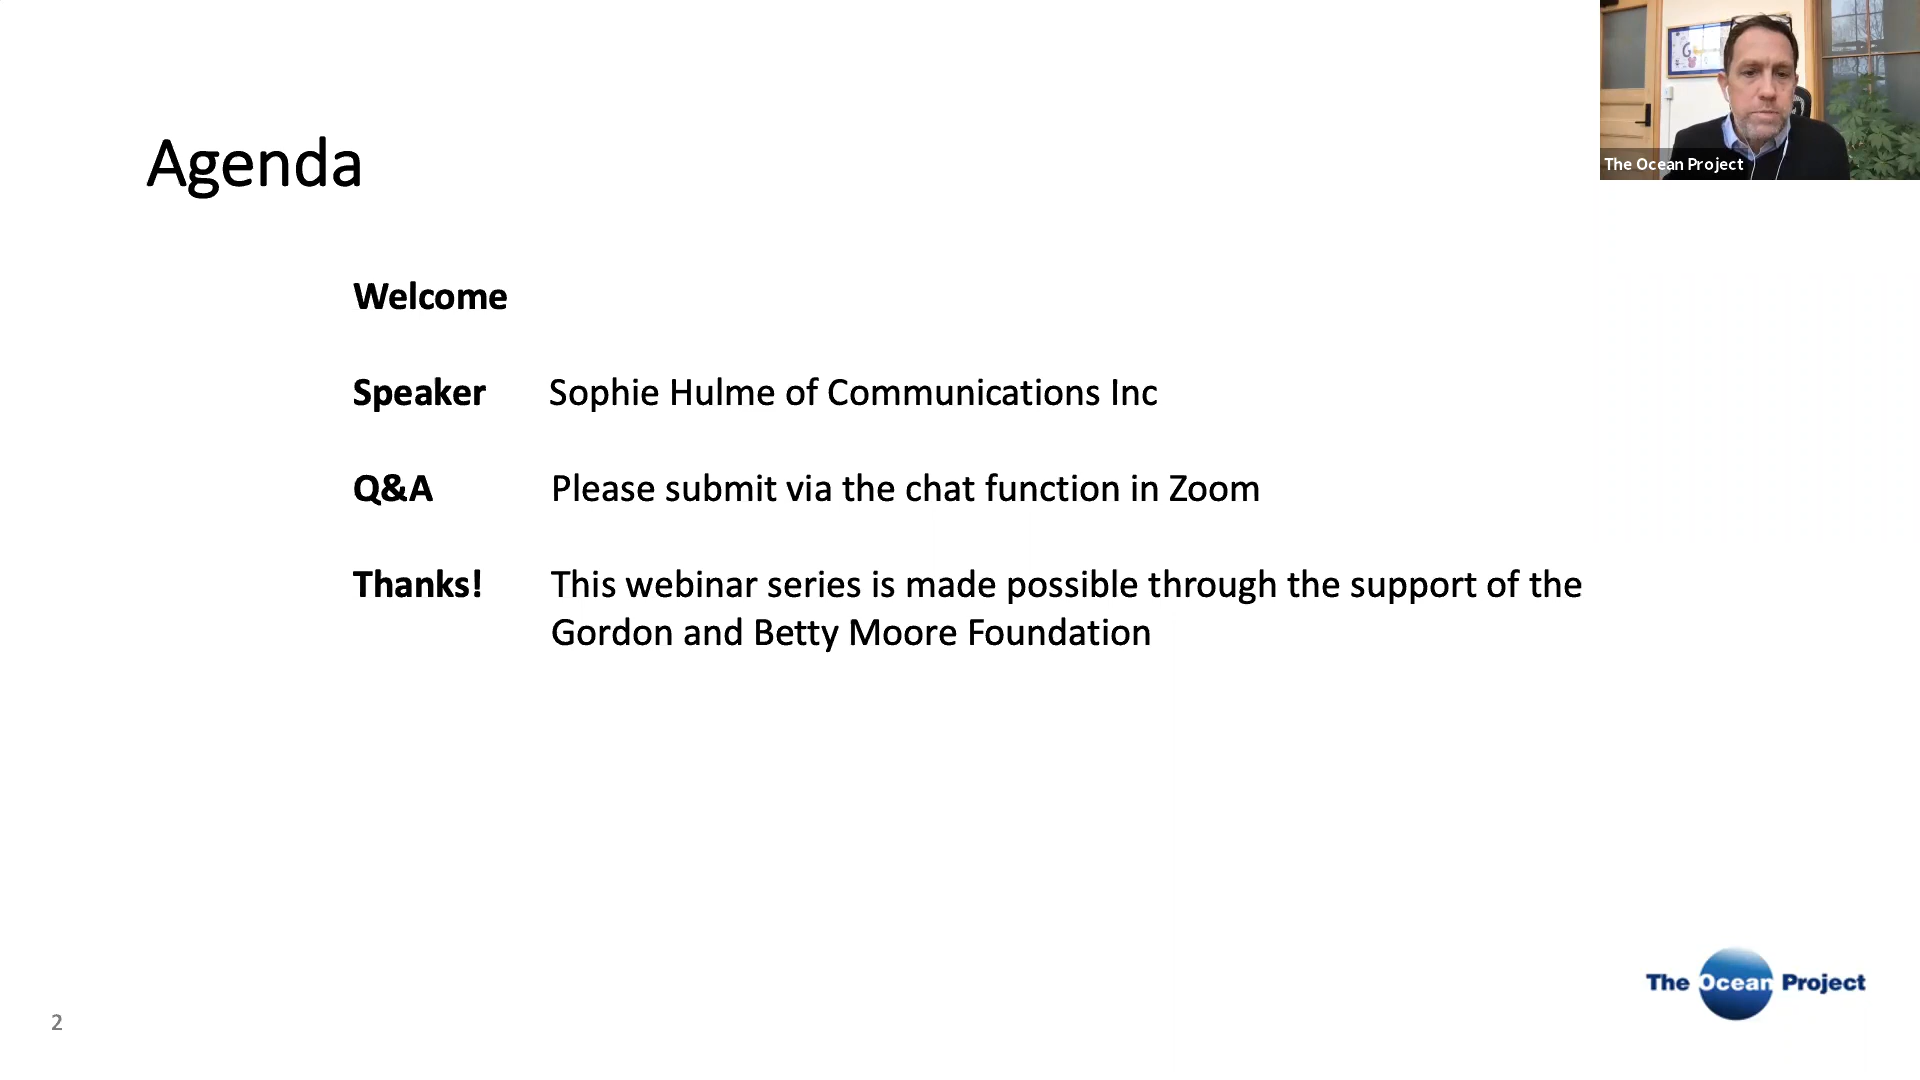 The Ocean Project
Agenda
Welcome
Speaker Sophie Hulme of Communications Inc
Q&A Please submit via the chat function in Zoom
Thanks! This webinar series is made possible through the support of the
Gordon and Betty Moore Foundation
The Ocean Project
2